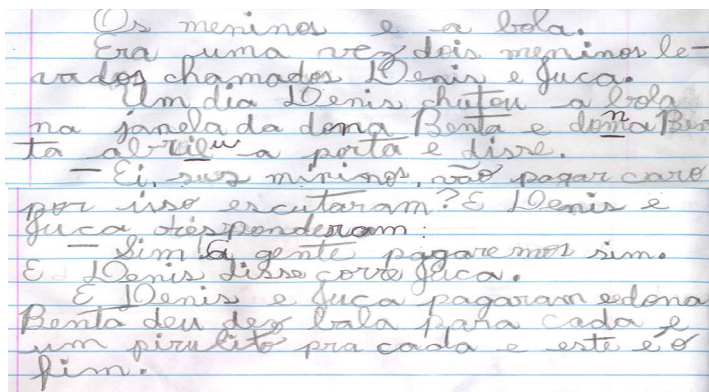 Os meninos e a bola.
Era uma vez dois meninos le-
vados chamados Denis e Juca.
Um dia Denis chutou a bola
na janela da dona Benta e dona Ben
ta abriu a porta e disse.
– Ei, sus mininos, vão pagar caro
por isso escutaram? E Denis e
Juca responderam:
– Sim! A gente pagaremos sim.
E Denis disse corre Juca.
E Denis e Juca pagaram e dona
Benta deu dez bala para cada e
um pirulito pra cada e este é o
fim.